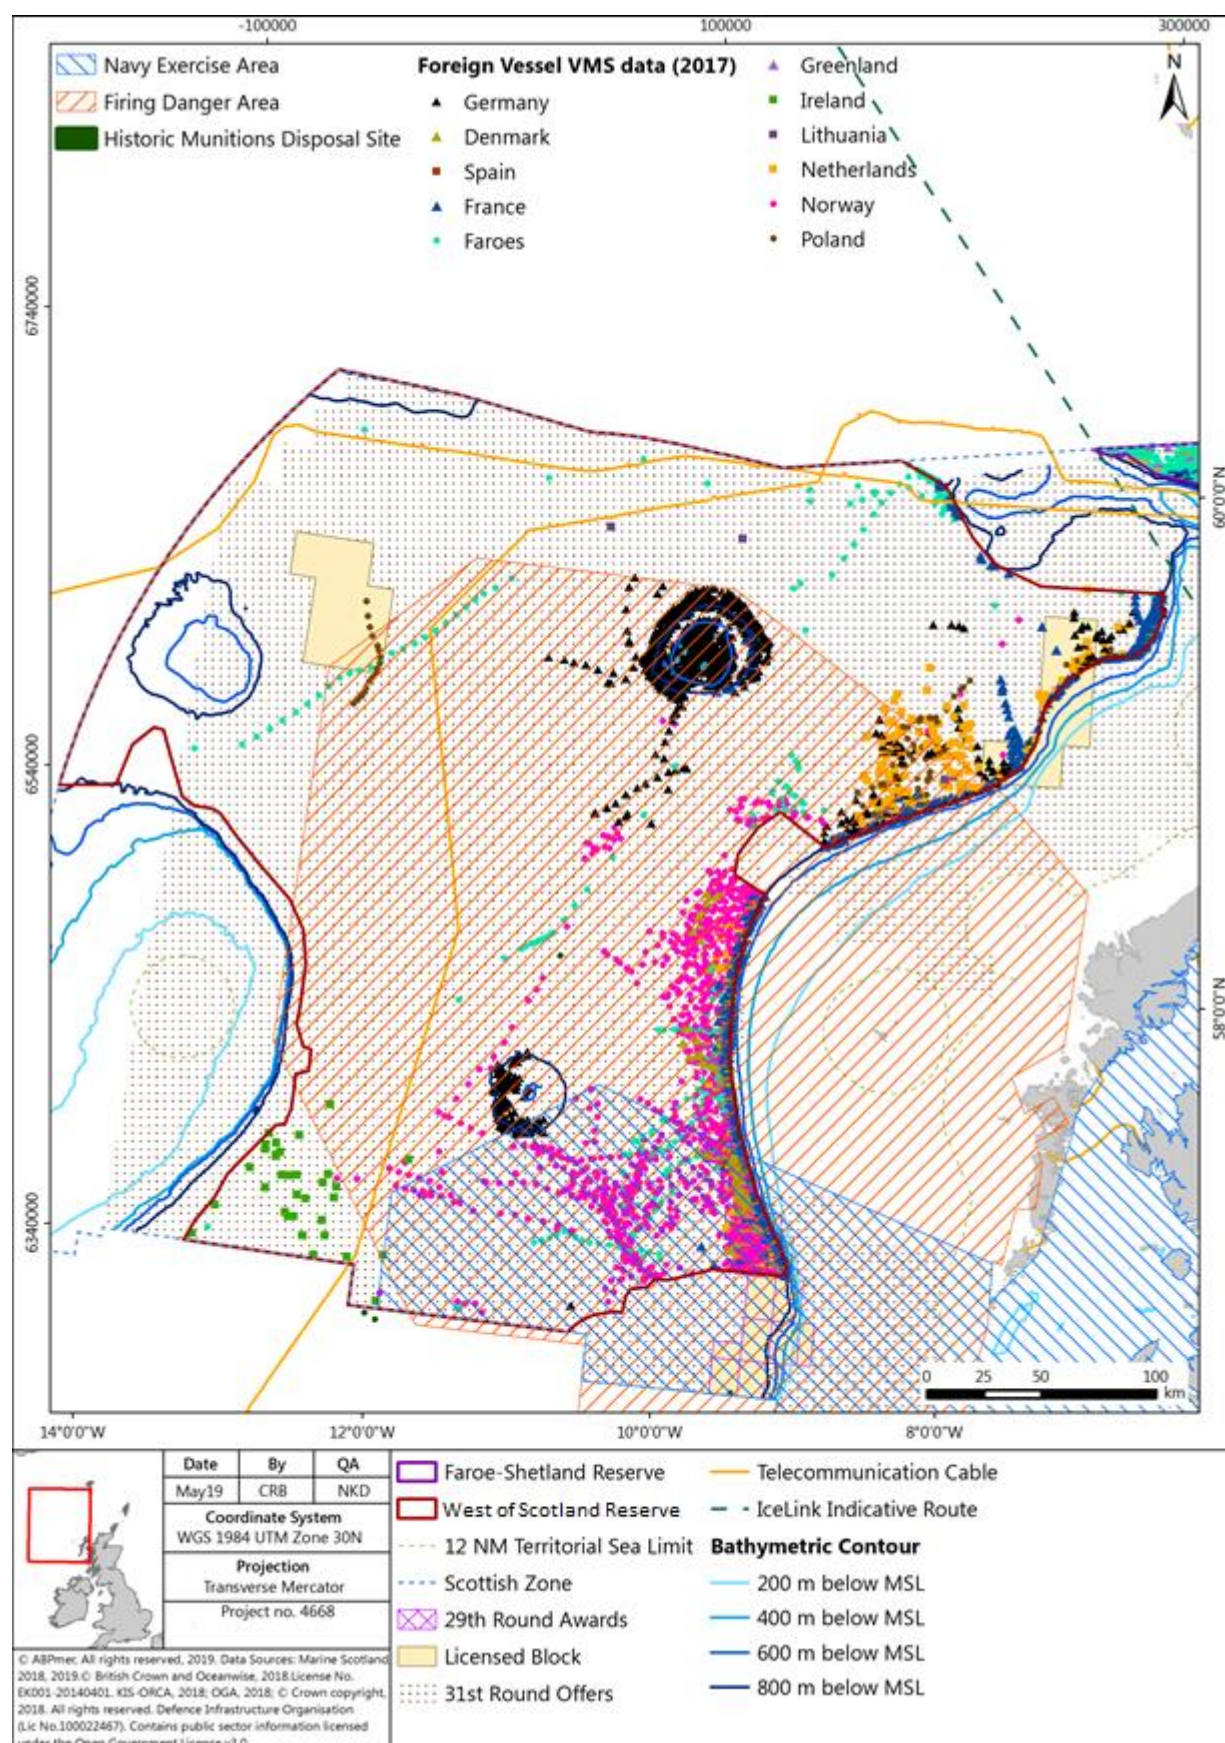 -100000 100000 300000
Navy Exercise Area
Firing Danger Area
Historic Munitions Disposal Site
Foreign Vessel VMS data (2017)
Germany
Denmark
Spain
France
Faroes
Greenland
Ireland
Lithuania
Netherlands
Norway
Poland
N
6740000
6540000
6340000
60°0'0"N
58°0'0"N
0 25 50 100
km
14°0'0"W 12°0'0"W 10°0'0"W 8°0'0"W
Date By QA
May19 CRB NKD
Coordinate System
WGS 1984 UTM Zone 30N
Projection
Transverse Mercator
Project no. 4668
© ABPmer, All rights reserved, 2019. Data Sources: Marine Scotland
2018, 2019.© British Crown and Oceanwise, 2018.License No.
EK001-20140401. KIS-ORCA, 2018; OGA, 2018; © Crown copyright,
2018. All rights reserved. Defence Infrastructure Organisation
(Lic No.100022467). Contains public sector information licensed
under the Open Government License v3.0
Faroe-Shetland Reserve
West of Scotland Reserve
12 NM Territorial Sea Limit
Scottish Zone
29th Round Awards
Licensed Block
31st Round Offers
Telecommunication Cable
IceLink Indicative Route
Bathymetric Contour
200 m below MSL
400 m below MSL
600 m below MSL
800 m below MSL